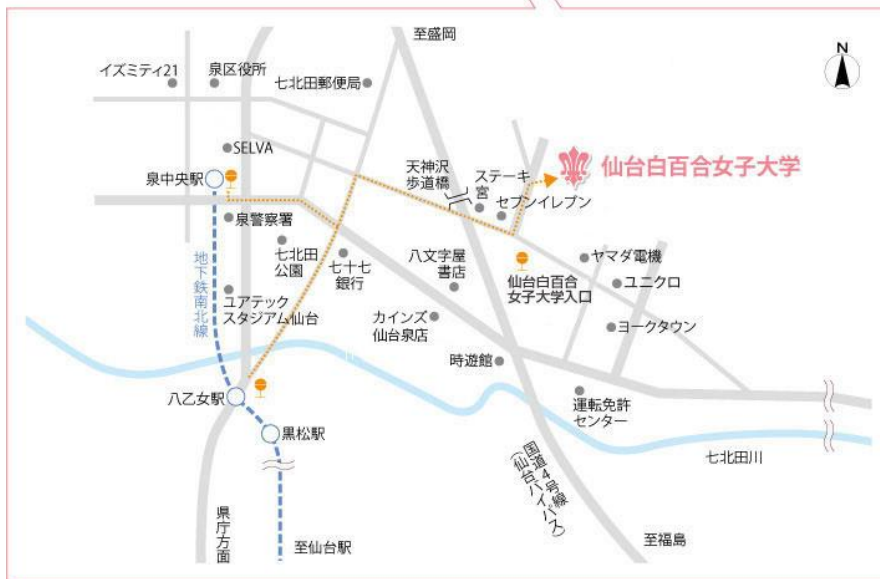 至盛岡
N
イズミティ21
泉区役所
七北田郵便局
SELVA
天神沢
歩道橋
ステーキ
宮
セブンイレブン
仙台白百合女子大学
泉中央駅
泉警察署
七北田
公園
七十七
銀行
八文字屋
書店
仙台白百合
女子大学入口
ヤマダ電機
ユニクロ
地下鉄南北線
ユアテック
スタジアム仙台
カインズ
仙台泉店
ヨークタウン
時遊館
八乙女駅
運転免許
センター
黒松駅
七北田川
国道4号線
(仙台バイパス)
県庁方面
至仙台駅
至福島